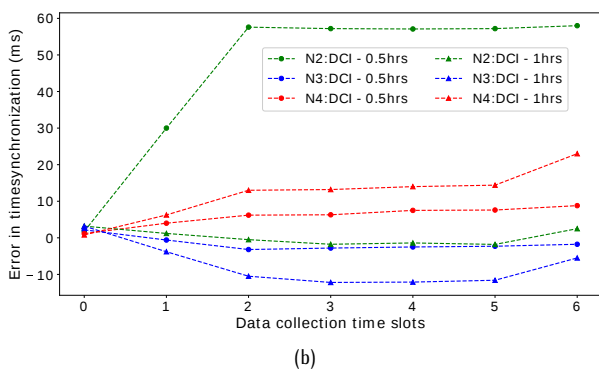 Error in timesynchronization (ms)
60
50
40
30
20
10
0
−10
N2:DCI - 0.5hrs
N3:DCI - 0.5hrs
N4:DCI - 0.5hrs
N2:DCI - 1hrs
N3:DCI - 1hrs
N4:DCI - 1hrs
0 1 2 3 4 5 6
Data collection time slots
(b)